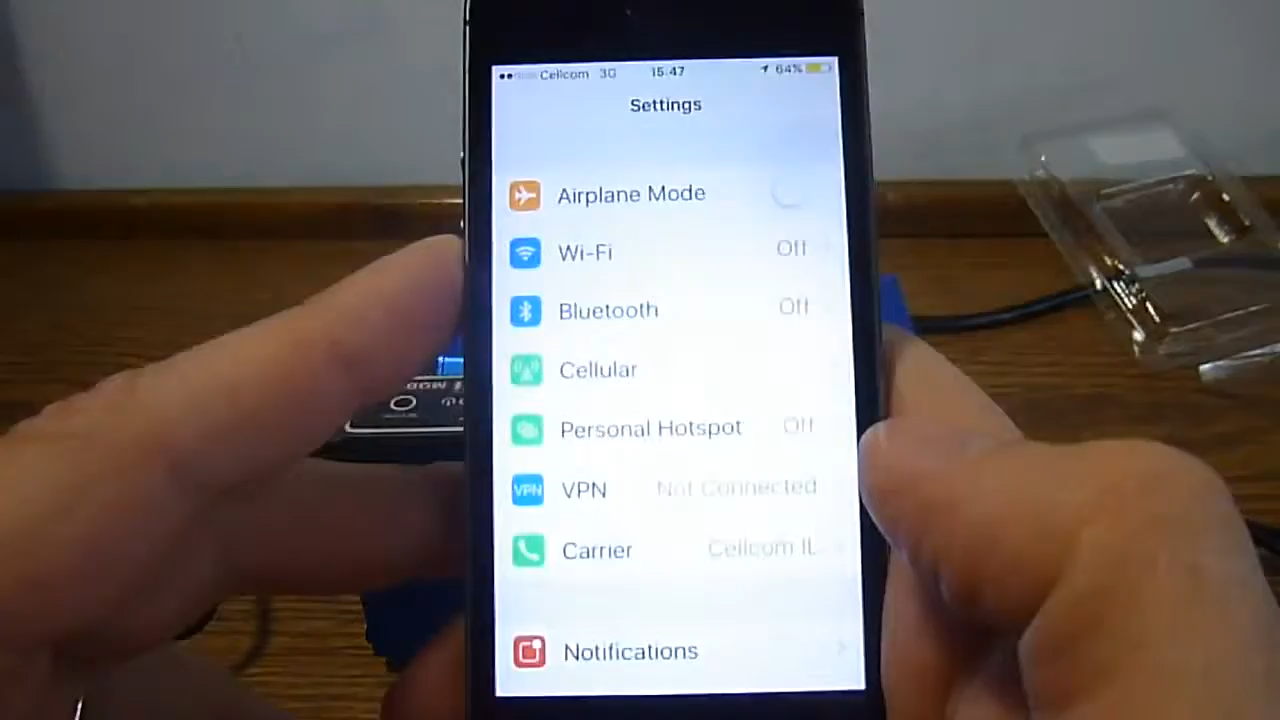 Cellcom 3G 15:47 64%
Settings
Airplane Mode
Wi-Fi Off
Bluetooth Off
Cellular
Personal Hotspot Off
VPN VPN Not Connected
Carrier Cellcom IL
Notifications